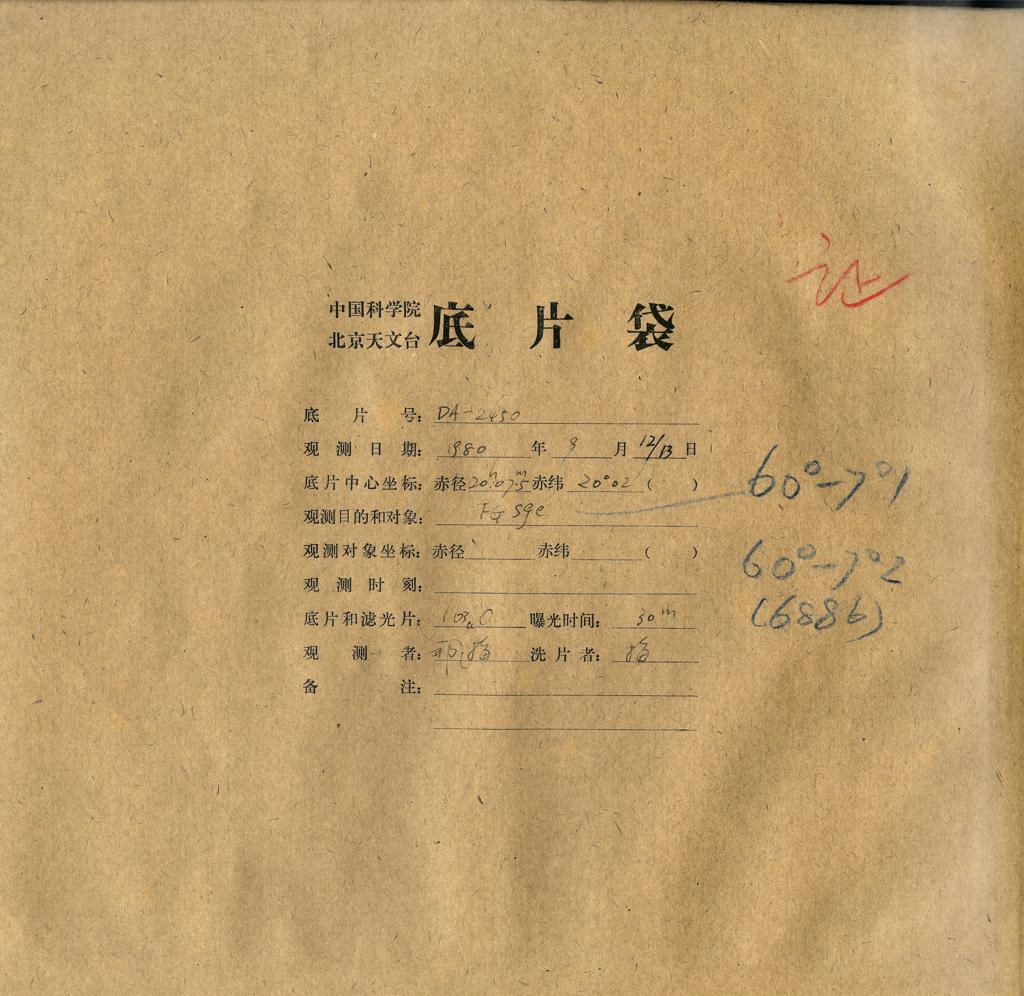 证
中国科学院
北京天文台 底片袋
底片号: DA-2450
观测日期: 1980 年 9 月 12/13 日
底片中心坐标: 赤径 20ʰ07ᵐ.5 赤纬 20°02 ( )
60°-7°1
观测目的和对象: FG Sge
观测对象坐标: 赤径 赤纬 ( )
60°-7°2
观测时刻:
底片和滤光片: 103aO 曝光时间: 30ᵐ
(6886)
观测者: 洗片者:
备注: